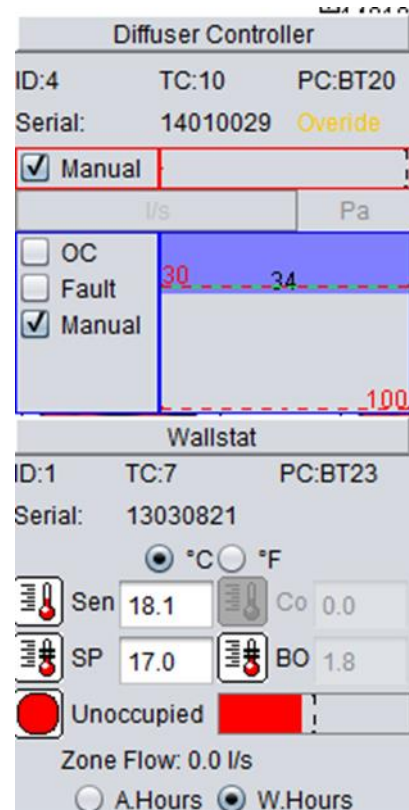 Diffuser Controller
ID:4 TC:10 PC:BT20
Serial: 14010029 Overide
Manual
l/s Pa
OC
30 34
Fault
Manual
100
Wallstat
ID:1 TC:7 PC:BT23
Serial: 13030821
°C °F
Sen 18.1 Co 0.0
SP 17.0 BO 1.8
Unoccupied
Zone Flow: 0.0 l/s
A.Hours W.Hours